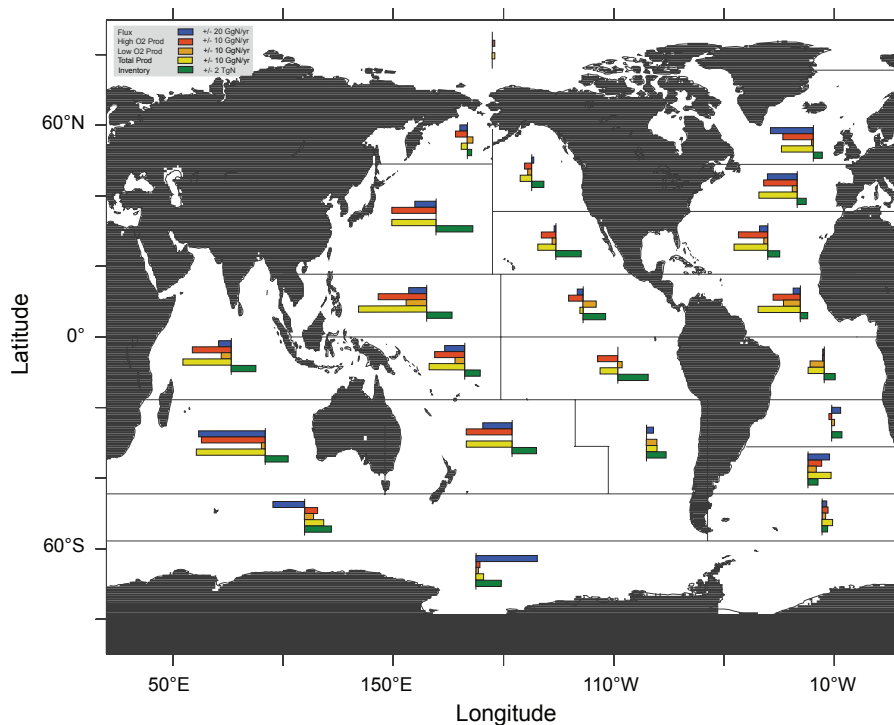 Flux +/- 20 GgN/yr
High O2 Prod +/- 10 GgN/yr
Low O2 Prod +/- 10 GgN/yr
Total Prod +/- 10 GgN/yr
Inventory +/- 2 TgN
60°N
0°
60°S
Latitude
50°E 150°E 110°W 10°W
Longitude